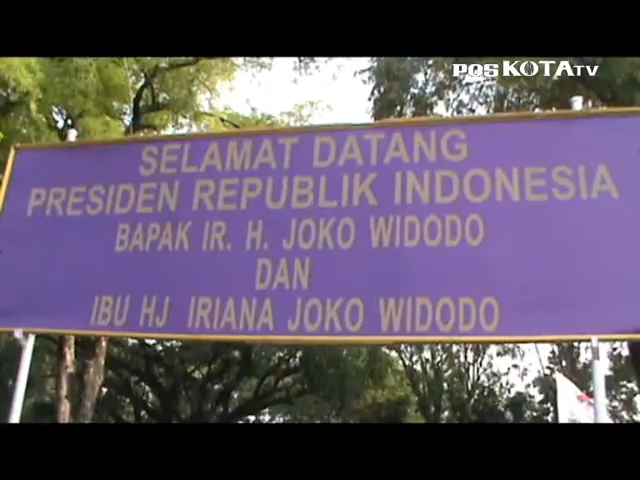 POSKOTATV
SELAMAT DATANG
PRESIDEN REPUBLIK INDONESIA
BAPAK IR. H. JOKO WIDODO
DAN
IBU HJ IRIANA JOKO WIDODO